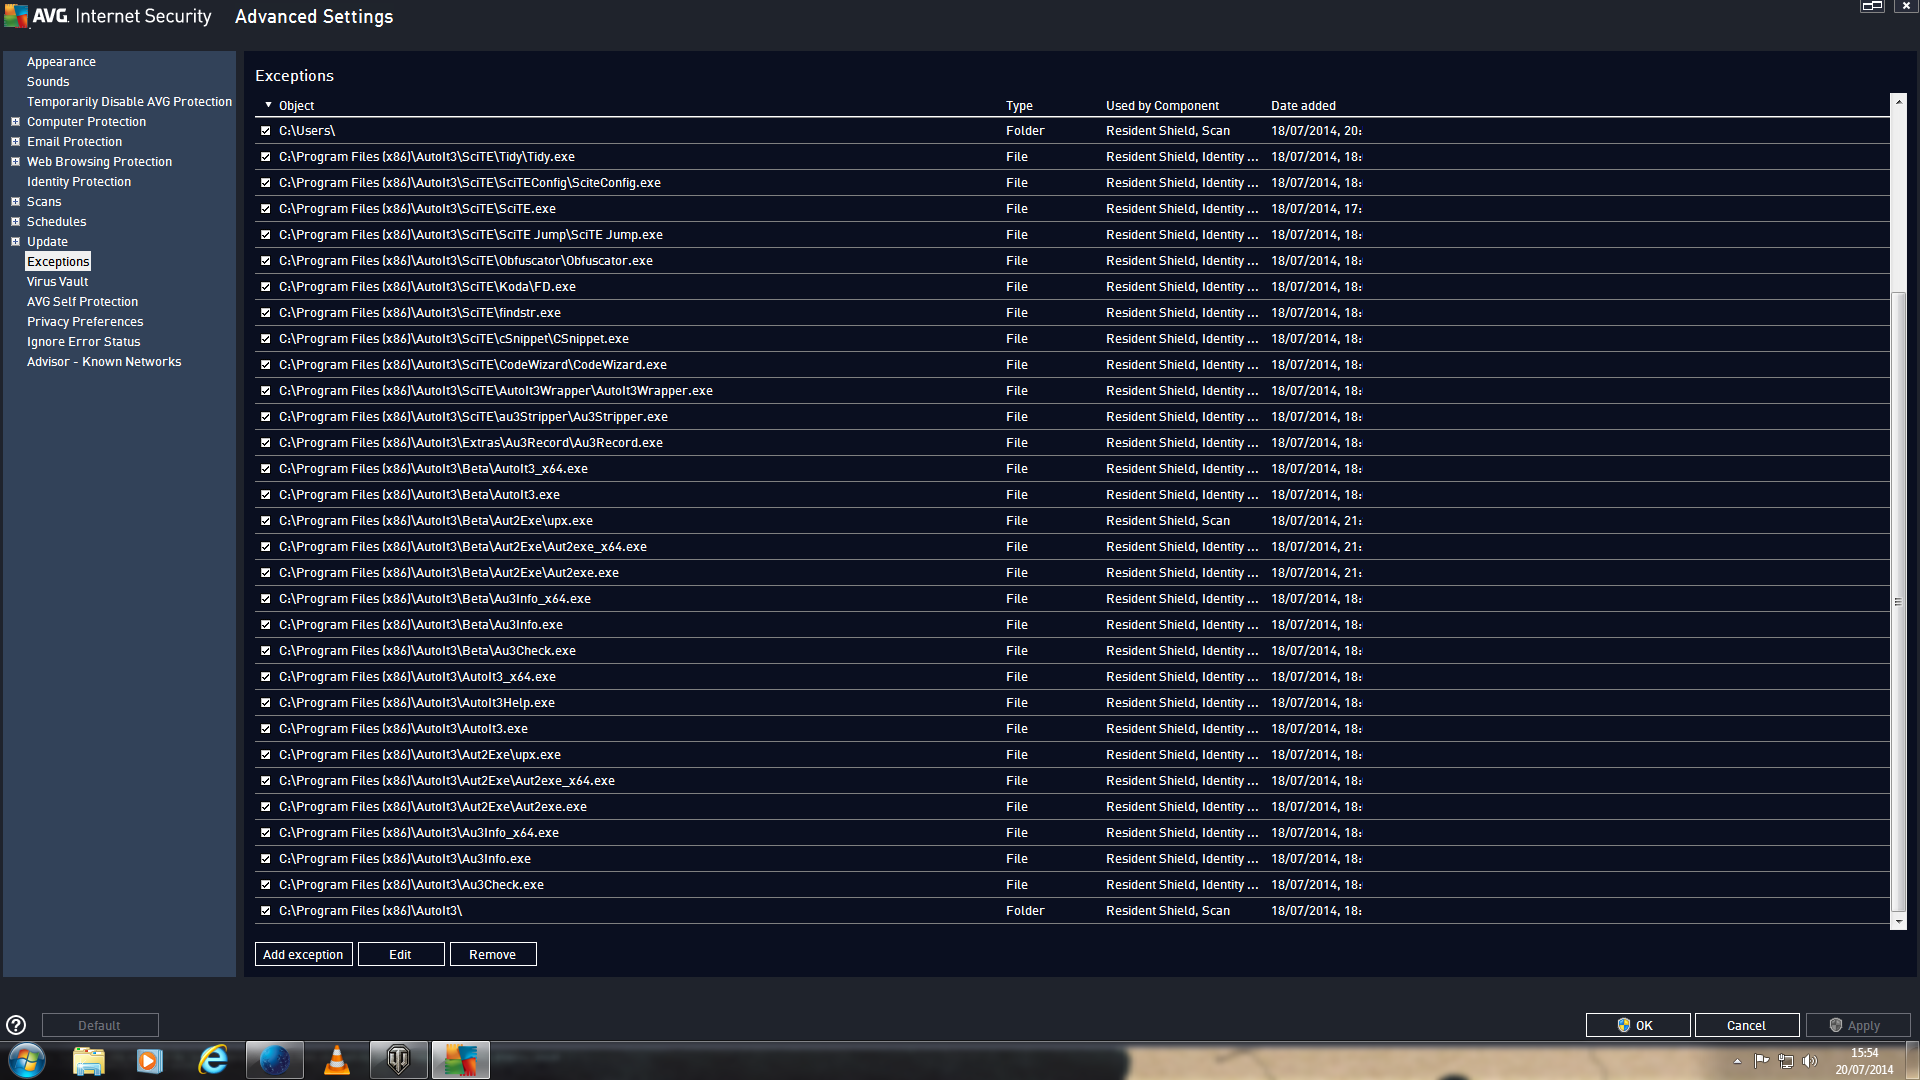 AVG. Internet Security Advanced Settings
Appearance
Sounds
Temporarily Disable AVG Protection
Computer Protection
Email Protection
Web Browsing Protection
Identity Protection
Scans
Schedules
Update
Exceptions
Virus Vault
AVG Self Protection
Privacy Preferences
Ignore Error Status
Advisor - Known Networks
Exceptions
Object Type Used by Component Date added
C:\Users\ Folder Resident Shield, Scan 18/07/2014, 20:
C:\Program Files (x86)\AutoIt3\SciTE\Tidy\Tidy.exe File Resident Shield, Identity ... 18/07/2014, 18:
C:\Program Files (x86)\AutoIt3\SciTE\SciTEConfig\SciteConfig.exe File Resident Shield, Identity ... 18/07/2014, 18:
C:\Program Files (x86)\AutoIt3\SciTE\SciTE.exe File Resident Shield, Identity ... 18/07/2014, 17:
C:\Program Files (x86)\AutoIt3\SciTE\SciTE Jump\SciTE Jump.exe File Resident Shield, Identity ... 18/07/2014, 18:
C:\Program Files (x86)\AutoIt3\SciTE\Obfuscator\Obfuscator.exe File Resident Shield, Identity ... 18/07/2014, 18:
C:\Program Files (x86)\AutoIt3\SciTE\Koda\FD.exe File Resident Shield, Identity ... 18/07/2014, 18:
C:\Program Files (x86)\AutoIt3\SciTE\findstr.exe File Resident Shield, Identity ... 18/07/2014, 18:
C:\Program Files (x86)\AutoIt3\SciTE\cSnippet\CSnippet.exe File Resident Shield, Identity ... 18/07/2014, 18:
C:\Program Files (x86)\AutoIt3\SciTE\CodeWizard\CodeWizard.exe File Resident Shield, Identity ... 18/07/2014, 18:
C:\Program Files (x86)\AutoIt3\SciTE\AutoIt3Wrapper\AutoIt3Wrapper.exe File Resident Shield, Identity ... 18/07/2014, 18:
C:\Program Files (x86)\AutoIt3\SciTE\au3Stripper\Au3Stripper.exe File Resident Shield, Identity ... 18/07/2014, 18:
C:\Program Files (x86)\AutoIt3\Extras\Au3Record\Au3Record.exe File Resident Shield, Identity ... 18/07/2014, 18:
C:\Program Files (x86)\AutoIt3\Beta\AutoIt3_x64.exe File Resident Shield, Identity ... 18/07/2014, 18:
C:\Program Files (x86)\AutoIt3\Beta\AutoIt3.exe File Resident Shield, Identity ... 18/07/2014, 18:
C:\Program Files (x86)\AutoIt3\Beta\Aut2Exe\upx.exe File Resident Shield, Scan 18/07/2014, 21:
C:\Program Files (x86)\AutoIt3\Beta\Aut2Exe\Aut2exe_x64.exe File Resident Shield, Identity ... 18/07/2014, 21:
C:\Program Files (x86)\AutoIt3\Beta\Aut2Exe\Aut2exe.exe File Resident Shield, Identity ... 18/07/2014, 21:
C:\Program Files (x86)\AutoIt3\Beta\Au3Info_x64.exe File Resident Shield, Identity ... 18/07/2014, 18:
C:\Program Files (x86)\AutoIt3\Beta\Au3Info.exe File Resident Shield, Identity ... 18/07/2014, 18:
C:\Program Files (x86)\AutoIt3\Beta\Au3Check.exe File Resident Shield, Identity ... 18/07/2014, 18:
C:\Program Files (x86)\AutoIt3\AutoIt3_x64.exe File Resident Shield, Identity ... 18/07/2014, 18:
C:\Program Files (x86)\AutoIt3\AutoIt3Help.exe File Resident Shield, Identity ... 18/07/2014, 18:
C:\Program Files (x86)\AutoIt3\AutoIt3.exe File Resident Shield, Identity ... 18/07/2014, 18:
C:\Program Files (x86)\AutoIt3\Aut2Exe\upx.exe File Resident Shield, Identity ... 18/07/2014, 18:
C:\Program Files (x86)\AutoIt3\Aut2Exe\Aut2exe_x64.exe File Resident Shield, Identity ... 18/07/2014, 18:
C:\Program Files (x86)\AutoIt3\Aut2Exe\Aut2exe.exe File Resident Shield, Identity ... 18/07/2014, 18:
C:\Program Files (x86)\AutoIt3\Au3Info_x64.exe File Resident Shield, Identity ... 18/07/2014, 18:
C:\Program Files (x86)\AutoIt3\Au3Info.exe File Resident Shield, Identity ... 18/07/2014, 18:
C:\Program Files (x86)\AutoIt3\Au3Check.exe File Resident Shield, Identity ... 18/07/2014, 18:
C:\Program Files (x86)\AutoIt3\ Folder Resident Shield, Scan 18/07/2014, 18:
Add exception Edit Remove
Default OK Cancel Apply
15:54
20/07/2014